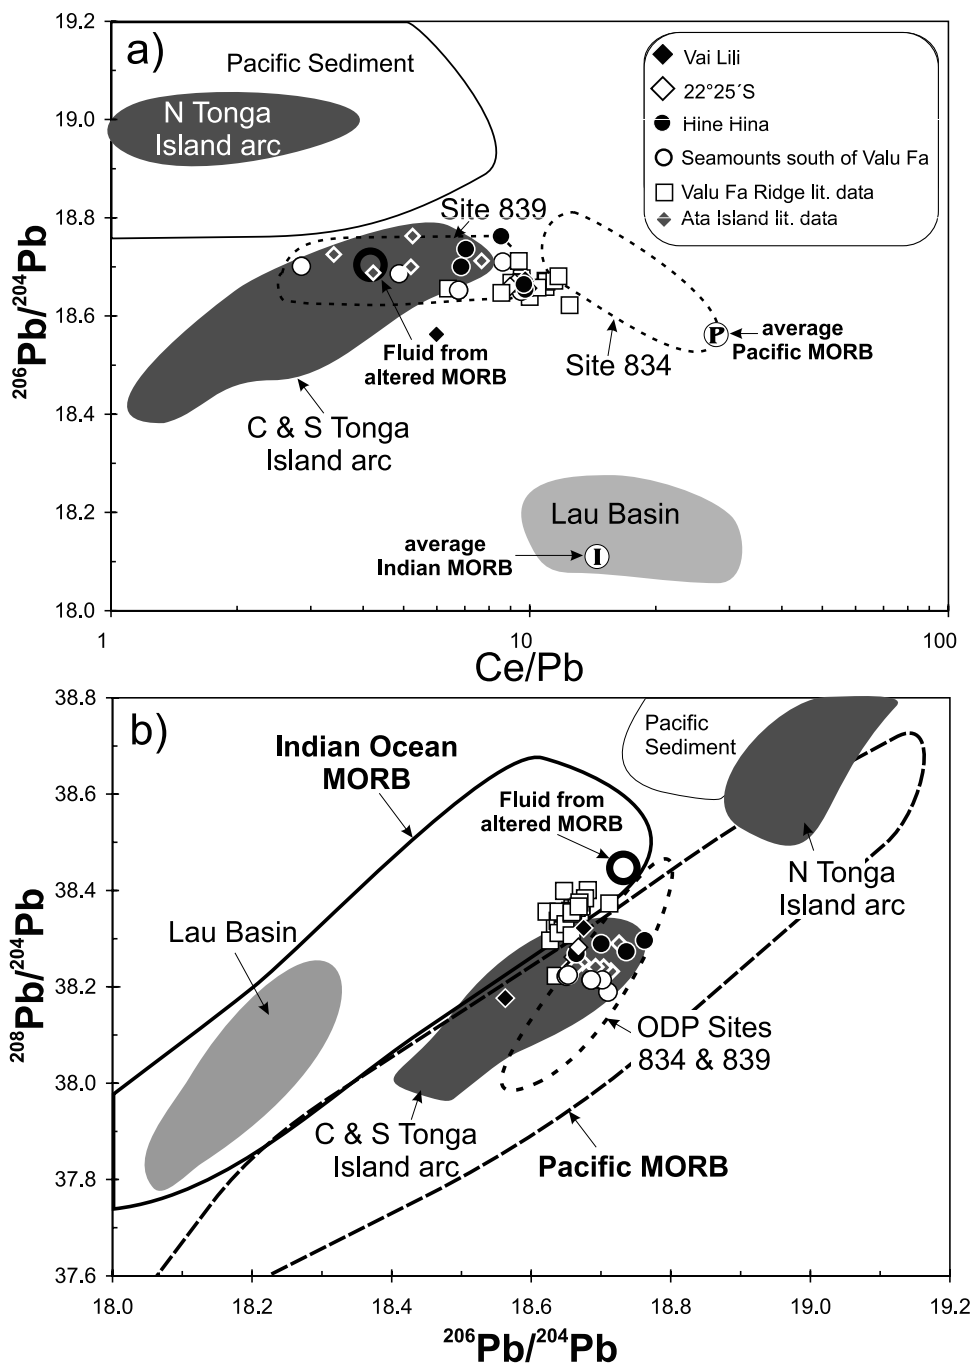 a)
19.2
19.0
18.8
18.6
18.4
18.2
18.0
²⁰⁶Pb/²⁰⁴Pb
Pacific Sediment
N Tonga
Island arc
Vai Lili
22°25´S
Hine Hina
Seamounts south of Valu Fa
Valu Fa Ridge lit. data
Ata Island lit. data
Site 839
Fluid from
altered MORB
Site 834
P
average
Pacific MORB
C & S Tonga
Island arc
Lau Basin
average
Indian MORB
I
1
10
100
Ce/Pb
b)
38.8
38.6
38.4
38.2
38.0
37.8
37.6
²⁰⁸Pb/²⁰⁴Pb
Indian Ocean
MORB
Pacific
Sediment
Fluid from
altered MORB
N Tonga
Island arc
Lau Basin
ODP Sites
834 & 839
C & S Tonga
Island arc
Pacific MORB
18.0
18.2
18.4
18.6
18.8
19.0
19.2
²⁰⁶Pb/²⁰⁴Pb